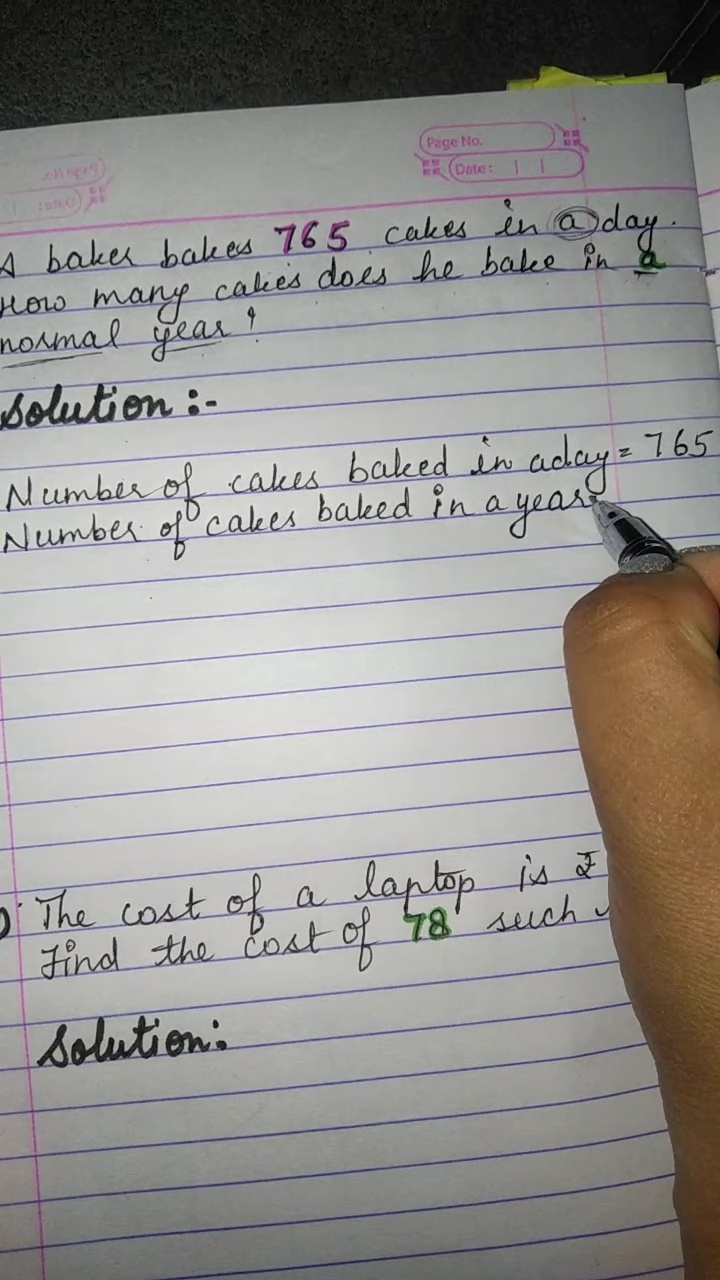 Page No.
Date:
A baker bakes 765 cakes in a day.
How many cakes does he bake in a
normal year?
Solution :-
Number of cakes baked in a day = 765
Number of cakes baked in a year
The cost of a laptop is ₹
Find the cost of 78 such
Solution: